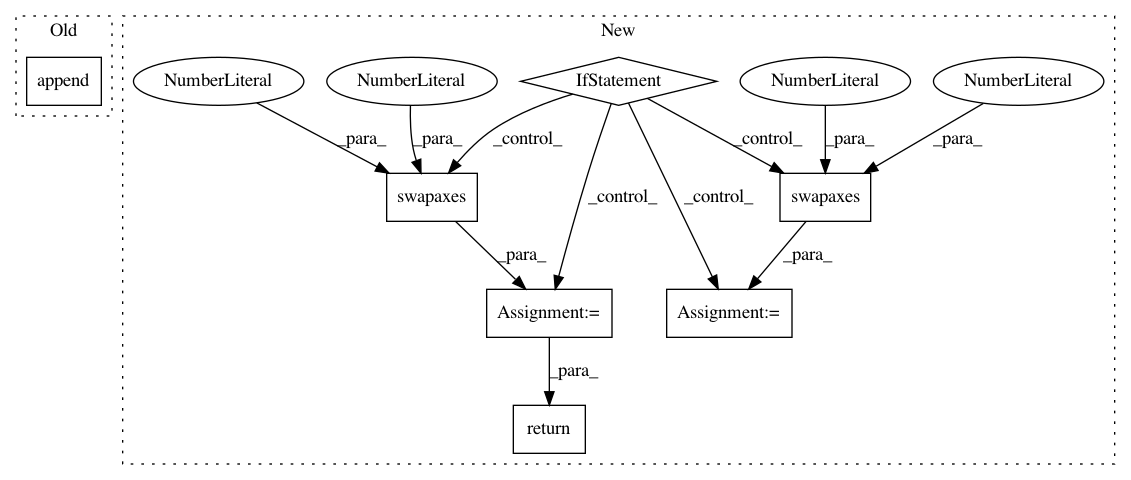 Old
New
append
NumberLiteral
NumberLiteral
IfStatement
NumberLiteral
NumberLiteral
_para_
_para_
_control_
_control_
_para_
_para_
swapaxes
_control_
_control_
swapaxes
_para_
_para_
Assignment:=
Assignment:=
_para_
return